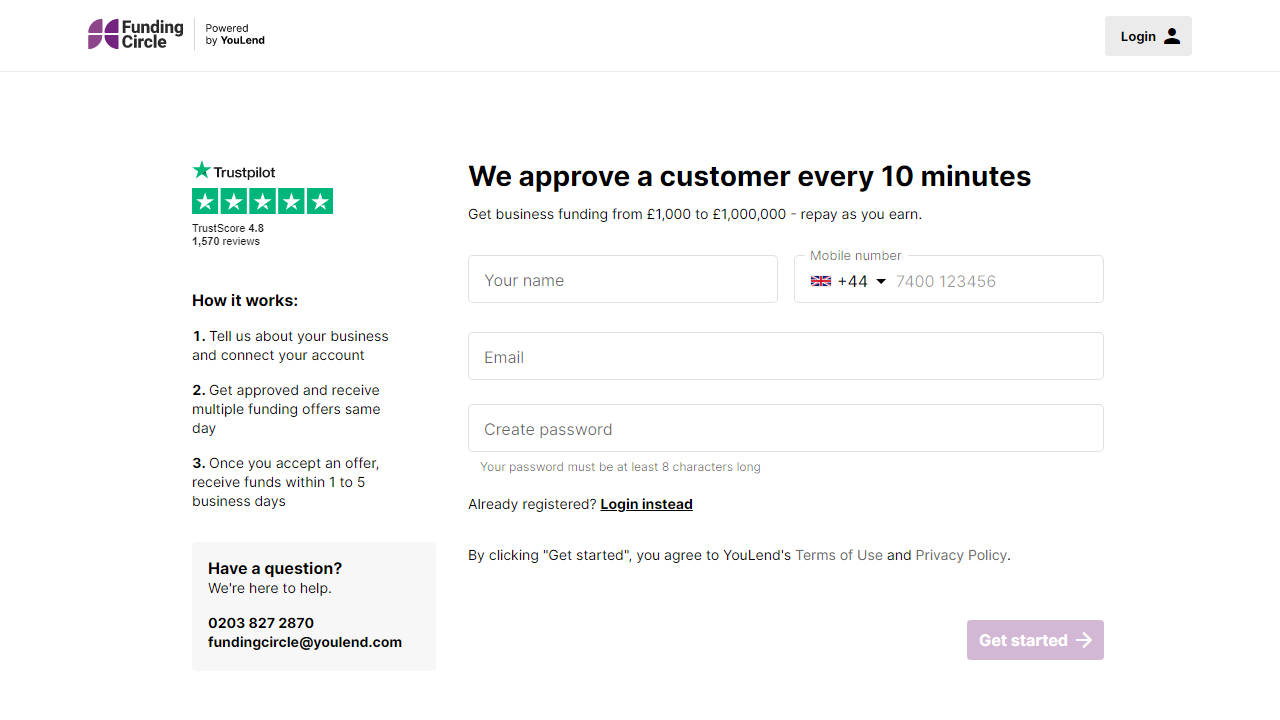 Funding
Circle
Powered
by YouLend
Login
Trustpilot
TrustScore 4.8
1,570 reviews
How it works:
1. Tell us about your business
and connect your account
2. Get approved and receive
multiple funding offers same
day
3. Once you accept an offer,
receive funds within 1 to 5
business days
Have a question?
We're here to help.
0203 827 2870
fundingcircle@youlend.com
We approve a customer every 10 minutes
Get business funding from £1,000 to £1,000,000 - repay as you earn.
Your name
Mobile number
+44 7400 123456
Email
Create password
Your password must be at least 8 characters long
Already registered? Login instead
By clicking "Get started", you agree to YouLend's Terms of Use and Privacy Policy.
Get started